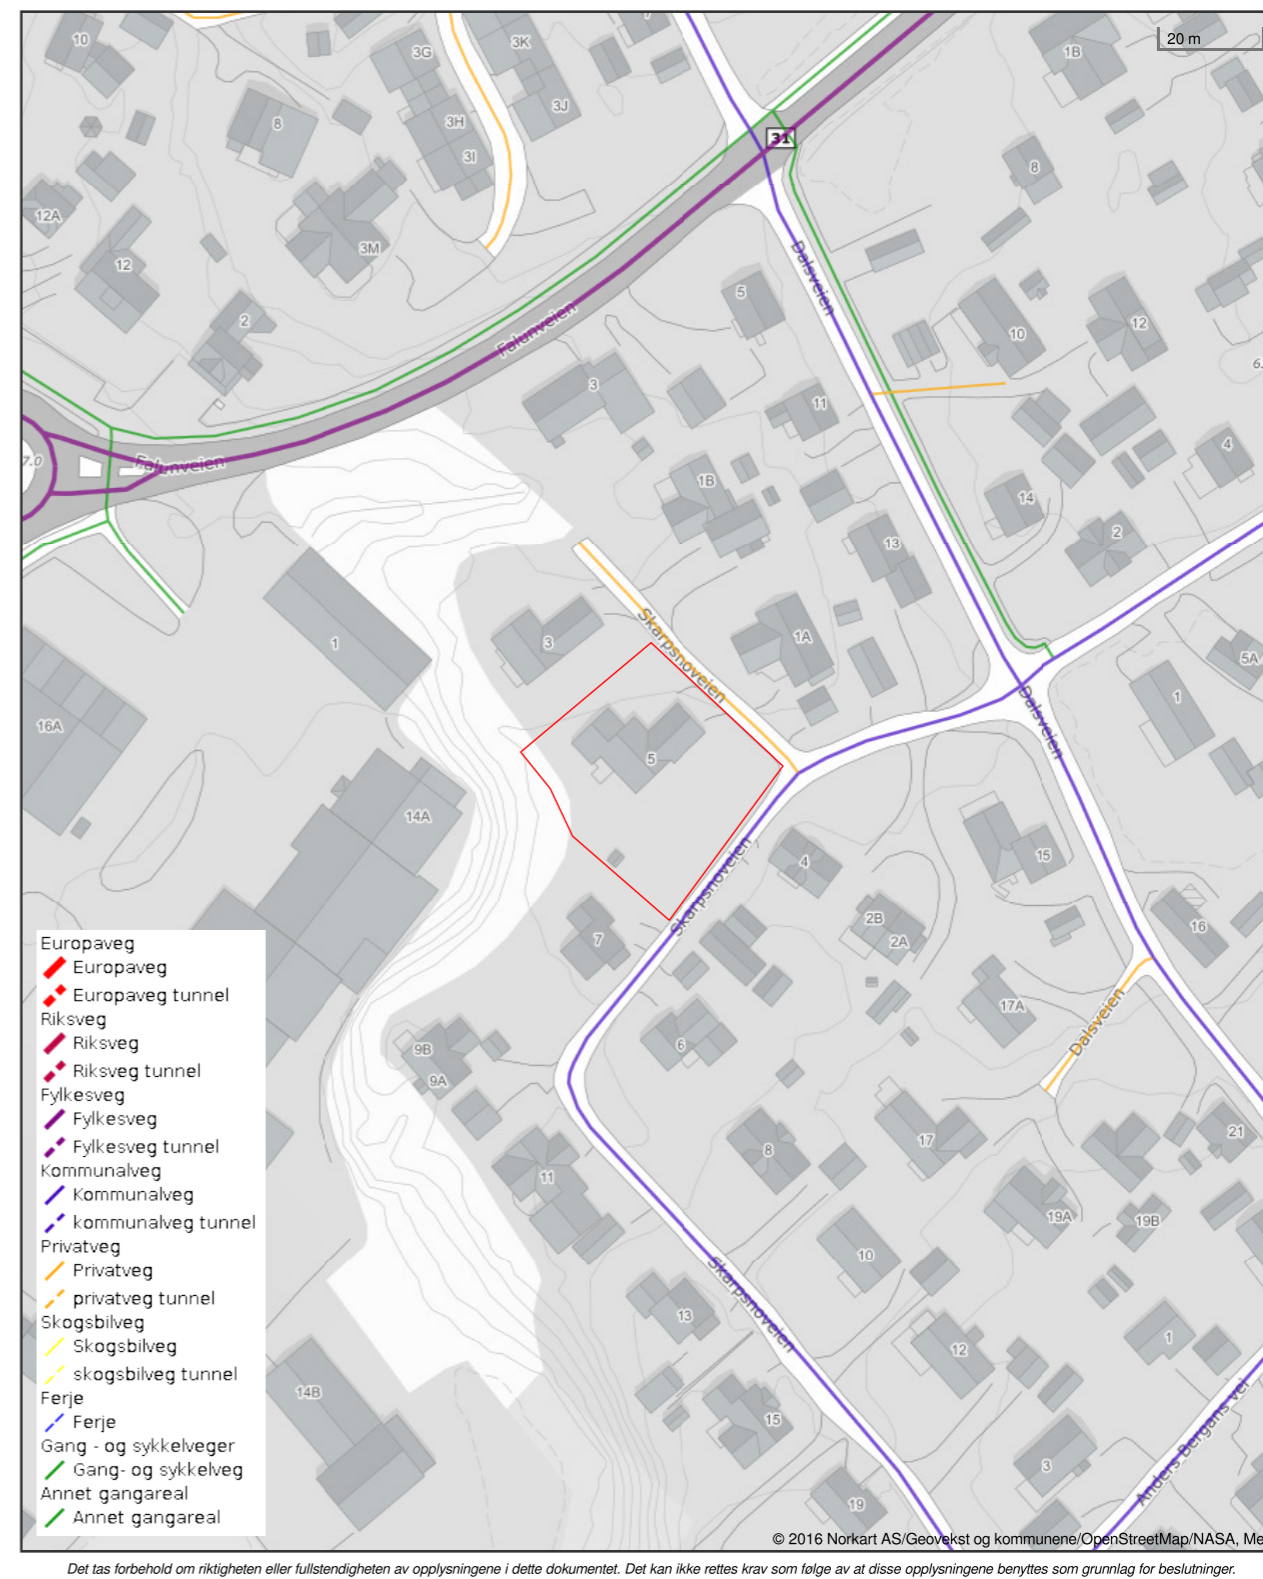 10
3G
3K
1B
20 m
3J
8
3H
31
3I
8
12A
3M
12
Dalsveien
5
2
Falunveien
10
12
6.
3
11
4
7.0
Falunveien
1B
14
2
13
Skarpsnoveien
3
1A
1
5A
1
16A
Dalsveien
5
14A
4
15
Skarpsnoveien
2B
2A
16
7
17A
Dalsveien
6
9B
9A
17
21
8
11
19A
19B
10
Skarpsnoveien
13
12
1
14B
15
3
Anders Bergans vei
19
Europaveg
Europaveg
Europaveg tunnel
Riksveg
Riksveg
Riksveg tunnel
Fylkesveg
Fylkesveg
Fylkesveg tunnel
Kommunalveg
Kommunalveg
kommunalveg tunnel
Privatveg
Privatveg
privatveg tunnel
Skogsbilveg
Skogsbilveg
skogsbilveg tunnel
Ferje
Ferje
Gang - og sykkelveger
Gang- og sykkelveg
Annet gangareal
Annet gangareal
© 2016 Norkart AS/Geovekst og kommunene/OpenStreetMap/NASA, Me
Det tas forbehold om riktigheten eller fullstendigheten av opplysningene i dette dokumentet. Det kan ikke rettes krav som følge av at disse opplysningene benyttes som grunnlag for beslutninger.